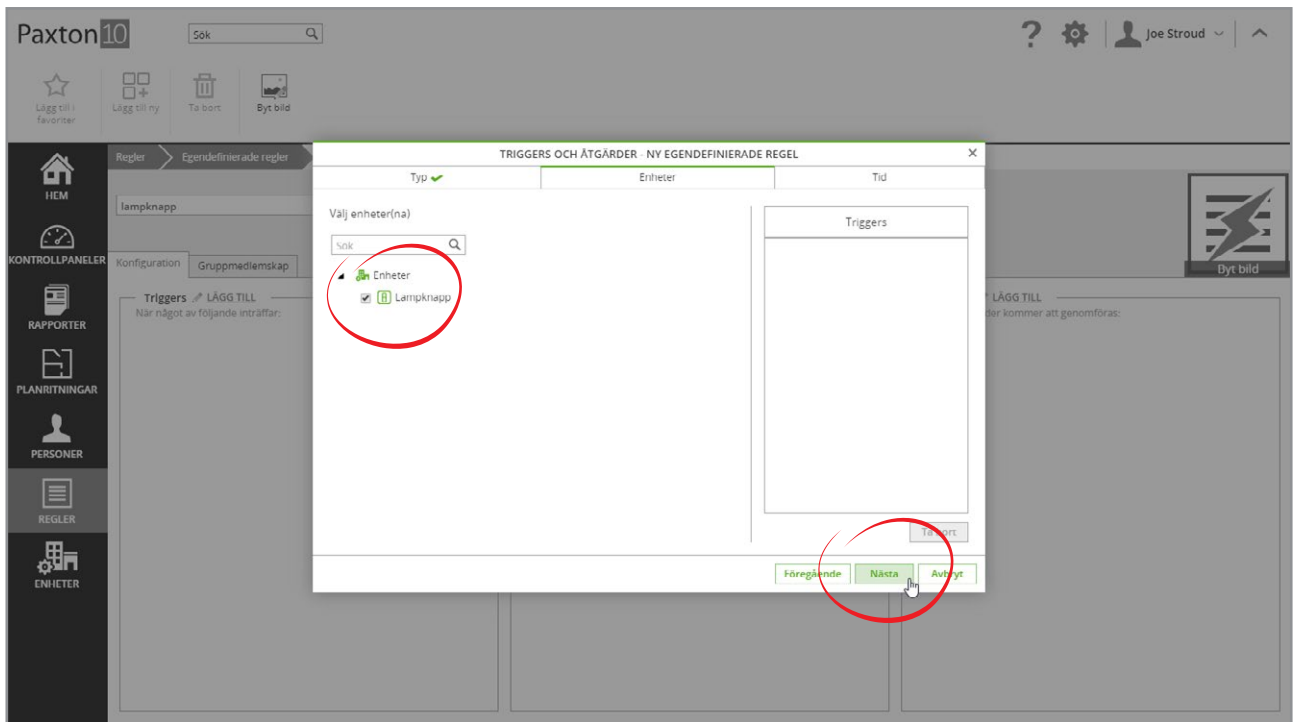 Paxton10
Sök
Joe Stroud
Lägg till i
favoriter
Lägg till ny
Ta bort
Byt bild
HEM
KONTROLLPANELER
RAPPORTER
PLANRITNINGAR
PERSONER
REGLER
ENHETER
Regler
Egendefinierade regler
lampknapp
Konfiguration
Gruppmedlemskap
Triggers LÄGG TILL
När något av följande inträffar:
LÄGG TILL
der kommer att genomföras:
Byt bild
TRIGGERS OCH ÅTGÄRDER - NY EGENDEFINIERADE REGEL
Typ
Enheter
Tid
Välj enheter(na)
Sök
Enheter
Lampknapp
Triggers
Ta bort
Föregående
Nästa
Avbryt